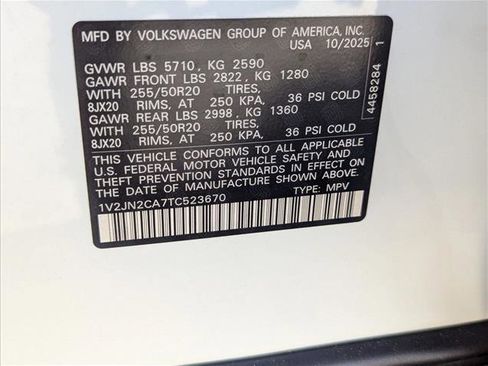 MFD. BY VOLKSWAGEN GROUP OF AMERICA, INC.
USA 10/2025
GVWR LBS 5710, KG 2590
GAWR FRONT LBS 2822, KG 1280
WITH 255/50R20 TIRES,
8JX20 RIMS, AT 250 KPA, 36 PSI COLD
GAWR REAR LBS 2998, KG 1360
WITH 255/50R20 TIRES,
8JX20 RIMS, AT 250 KPA, 36 PSI COLD
THIS VEHICLE CONFORMS TO ALL APPLICABLE
U.S. FEDERAL MOTOR VEHICLE SAFETY AND
THEFT PREVENTION STANDARDS IN EFFECT ON
THE DATE OF MANUFACTURE SHOWN ABOVE.
1V2JN2CA7TC523670 TYPE: MPV
4458284 1